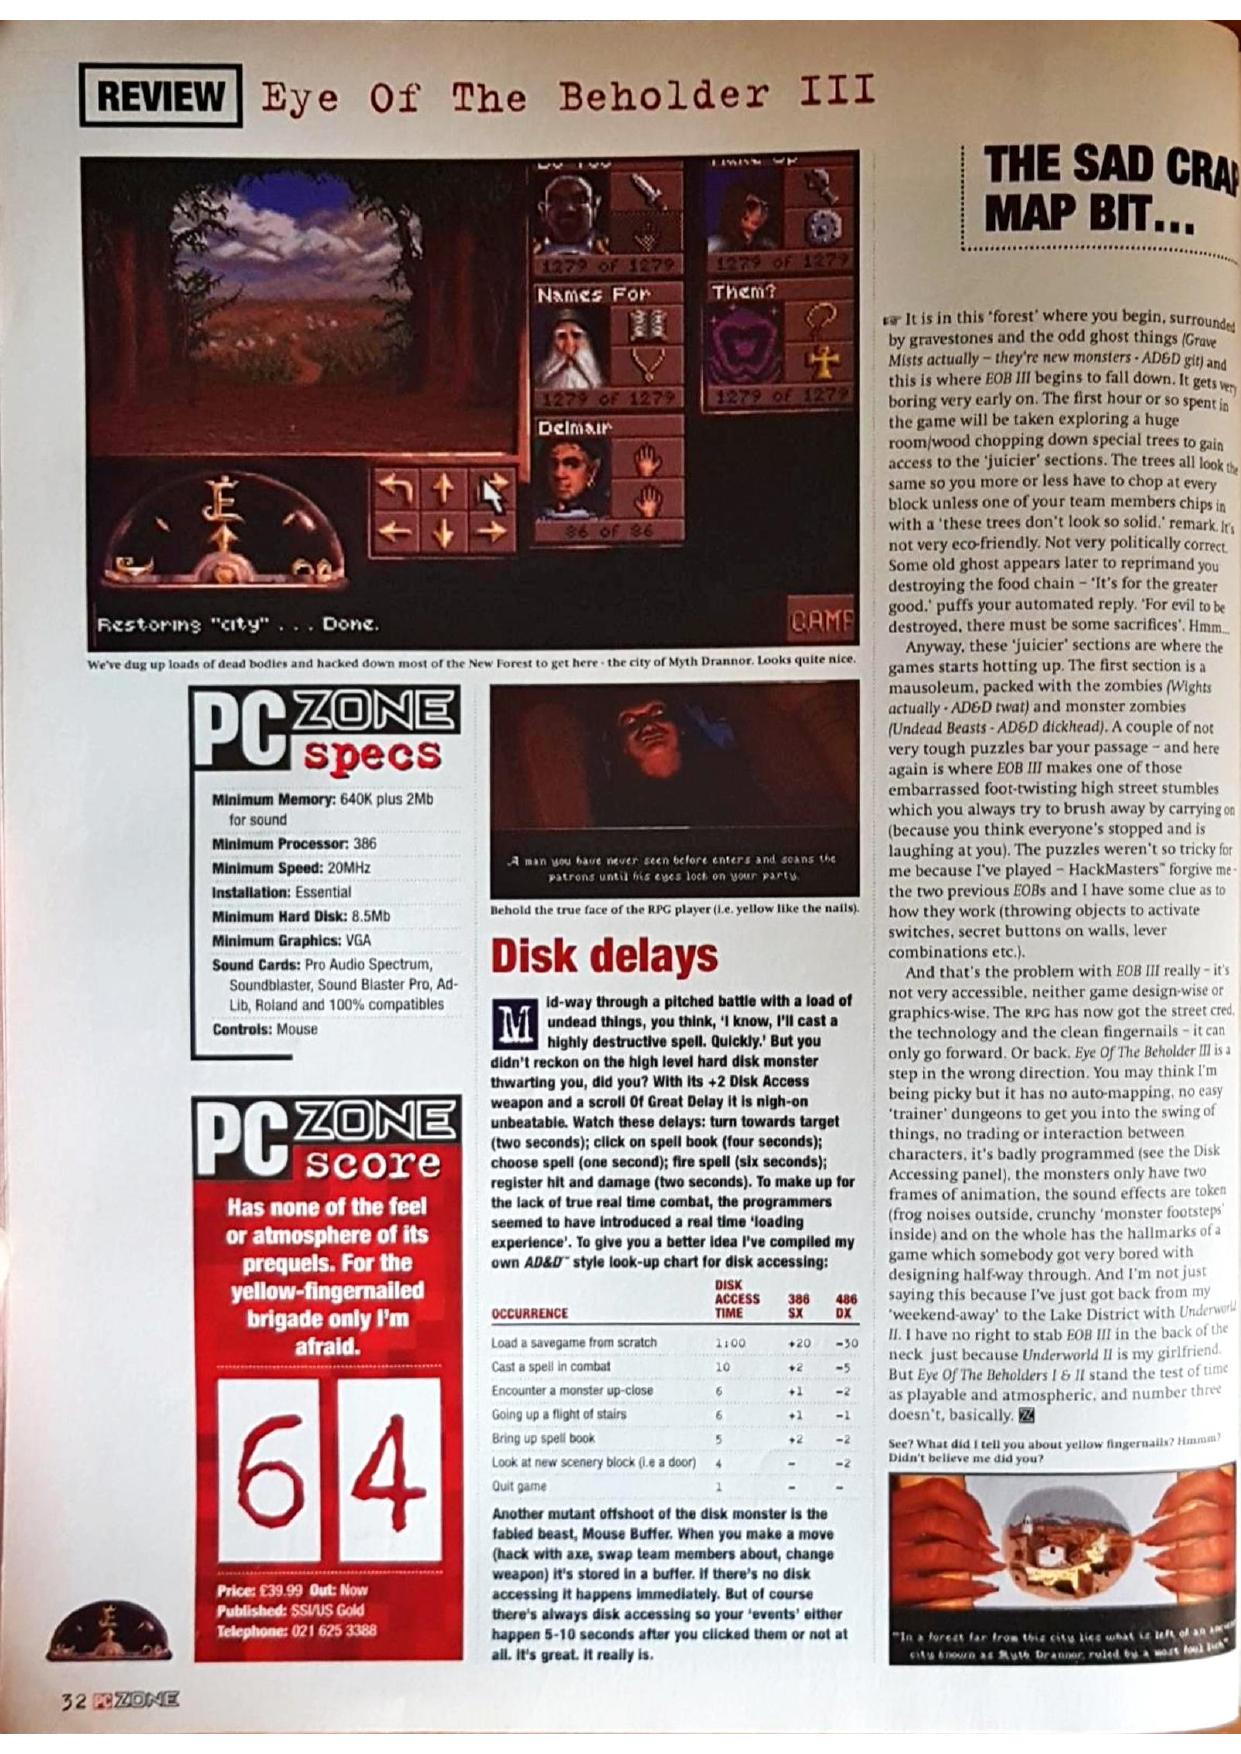 REVIEW Eye Of The Beholder III
1279 of 1279
1279 of 1279
Names For
Them?
1279 of 1279
1279 of 1279
Delmair
86 of 86
Restoring "city" . . . Done.
GAMP
We've dug up loads of dead bodies and hacked down most of the New Forest to get here - the city of Myth Drannor. Looks quite nice.
PC ZONE
specs
Minimum Memory: 640K plus 2Mb
for sound
Minimum Processor: 386
Minimum Speed: 20MHz
Installation: Essential
Minimum Hard Disk: 8.5Mb
Minimum Graphics: VGA
Sound Cards: Pro Audio Spectrum,
Soundblaster, Sound Blaster Pro, Ad-
Lib, Roland and 100% compatibles
Controls: Mouse
PC ZONE
score
Has none of the feel
or atmosphere of its
prequels. For the
yellow-fingernailed
brigade only I'm
afraid.
64
Price: £39.99 Out: Now
Published: SSI/US Gold
Telephone: 021 625 3388
A man you have never seen before enters and scans the
patrons until his eyes lock on your party.
Behold the true face of the RPG player (i.e. yellow like the nails).
Disk delays
Mid-way through a pitched battle with a load of
undead things, you think, 'I know, I'll cast a
highly destructive spell. Quickly.' But you
didn't reckon on the high level hard disk monster
thwarting you, did you? With its +2 Disk Access
weapon and a scroll Of Great Delay it is nigh-on
unbeatable. Watch these delays: turn towards target
(two seconds); click on spell book (four seconds);
choose spell (one second); fire spell (six seconds);
register hit and damage (two seconds). To make up for
the lack of true real time combat, the programmers
seemed to have introduced a real time 'loading
experience'. To give you a better idea I've compiled my
own AD&D™ style look-up chart for disk accessing:
OCCURRENCE DISK ACCESS TIME 386 SX 486 DX
Load a savegame from scratch 1:00 +20 -30
Cast a spell in combat 10 +2 -5
Encounter a monster up-close 6 +1 -2
Going up a flight of stairs 6 +1 -1
Bring up spell book 5 +2 -2
Look at new scenery block (i.e a door) 4 - -2
Quit game 1 - -
Another mutant offshoot of the disk monster is the
fabled beast, Mouse Buffer. When you make a move
(hack with axe, swap team members about, change
weapon) it's stored in a buffer. If there's no disk
accessing it happens immediately. But of course
there's always disk accessing so your 'events' either
happen 5-10 seconds after you clicked them or not at
all. It's great. It really is.
THE SAD CRAP
MAP BIT...
☞ It is in this 'forest' where you begin, surrounded
by gravestones and the odd ghost things (Grave
Mists actually – they're new monsters - AD&D git) and
this is where EOB III begins to fall down. It gets very
boring very early on. The first hour or so spent in
the game will be taken exploring a huge
room/wood chopping down special trees to gain
access to the 'juicier' sections. The trees all look the
same so you more or less have to chop at every
block unless one of your team members chips in
with a 'these trees don't look so solid.' remark. It's
not very eco-friendly. Not very politically correct.
Some old ghost appears later to reprimand you
destroying the food chain – 'It's for the greater
good,' puffs your automated reply. 'For evil to be
destroyed, there must be some sacrifices'. Hmm...
Anyway, these 'juicier' sections are where the
games starts hotting up. The first section is a
mausoleum, packed with the zombies (Wights
actually - AD&D twat) and monster zombies
(Undead Beasts - AD&D dickhead). A couple of not
very tough puzzles bar your passage – and here
again is where EOB III makes one of those
embarrassed foot-twisting high street stumbles
which you always try to brush away by carrying on
(because you think everyone's stopped and is
laughing at you). The puzzles weren't so tricky for
me because I've played – HackMasters™ forgive me -
the two previous EOBs and I have some clue as to
how they work (throwing objects to activate
switches, secret buttons on walls, lever
combinations etc.).
And that's the problem with EOB III really – it's
not very accessible, neither game design-wise or
graphics-wise. The RPG has now got the street cred,
the technology and the clean fingernails – it can
only go forward. Or back. Eye Of The Beholder III is a
step in the wrong direction. You may think I'm
being picky but it has no auto-mapping, no easy
'trainer' dungeons to get you into the swing of
things, no trading or interaction between
characters, it's badly programmed (see the Disk
Accessing panel), the monsters only have two
frames of animation, the sound effects are token
(frog noises outside, crunchy 'monster footsteps'
inside) and on the whole has the hallmarks of a
game which somebody got very bored with
designing half-way through. And I'm not just
saying this because I've just got back from my
'weekend-away' to the Lake District with Underworld
II. I have no right to stab EOB III in the back of the
neck just because Underworld II is my girlfriend.
But Eye Of The Beholders I & II stand the test of time
as playable and atmospheric, and number three
doesn't, basically. Z
See? What did I tell you about yellow fingernails? Hmmm?
Didn't believe me did you?
"In a forest far from this city lies what is left of an
city known as Myth Drannor, ruled by a most foul lich"
32 PC ZONE